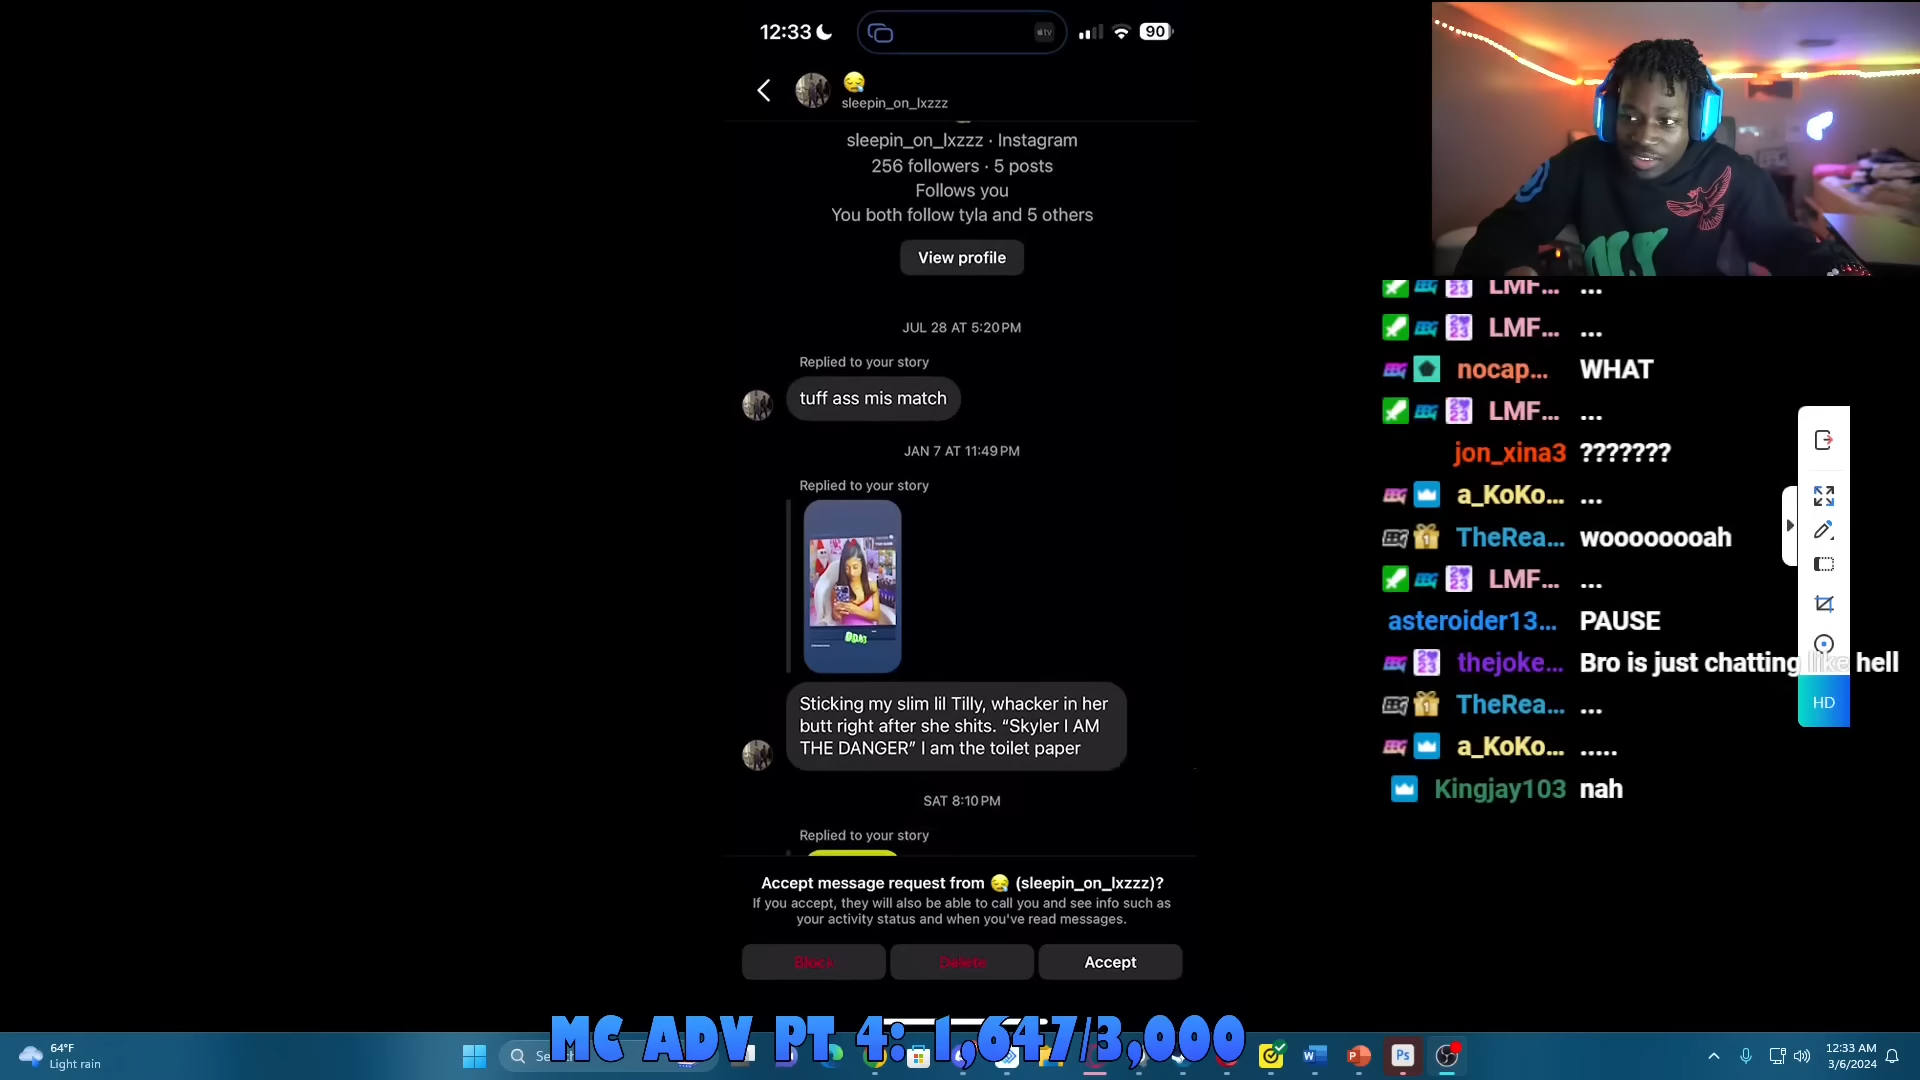 12:33
tv
90
sleepin_on_lxzzz
sleepin_on_lxzzz · Instagram
256 followers · 5 posts
Follows you
You both follow tyla and 5 others
View profile
JUL 28 AT 5:20 PM
Replied to your story
tuff ass mis match
JAN 7 AT 11:49 PM
Replied to your story
Sticking my slim lil Tilly, whacker in her
butt right after she shits. “Skyler I AM
THE DANGER” I am the toilet paper
SAT 8:10 PM
Replied to your story
Accept message request from 😪 (sleepin_on_lxzzz)?
If you accept, they will also be able to call you and see info such as
your activity status and when you've read messages.
Block
Delete
Accept
LMF... ...
LMF... ...
nocap... WHAT
LMF... ...
jon_xina3 ???????
a_KoKo... ...
TheRea... woooooooah
LMF... ...
asteroider13... PAUSE
thejoke... Bro is just chatting like hell
TheRea... ...
a_KoKo... .....
Kingjay103 nah
HD
MC ADV PT 4: 1,647/3,000
64°F
Light rain
12:33 AM
3/6/2024